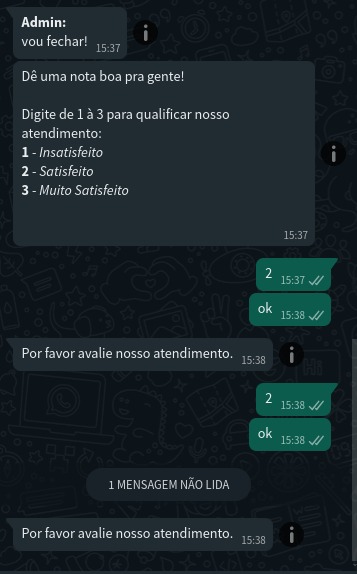 Admin:
vou fechar! 15:37
Dê uma nota boa pra gente!
Digite de 1 à 3 para qualificar nosso
atendimento:
1 - Insatisfeito
2 - Satisfeito
3 - Muito Satisfeito
15:37
2 15:37
ok 15:38
Por favor avalie nosso atendimento. 15:38
2 15:38
ok 15:38
1 MENSAGEM NÃO LIDA
Por favor avalie nosso atendimento. 15:38